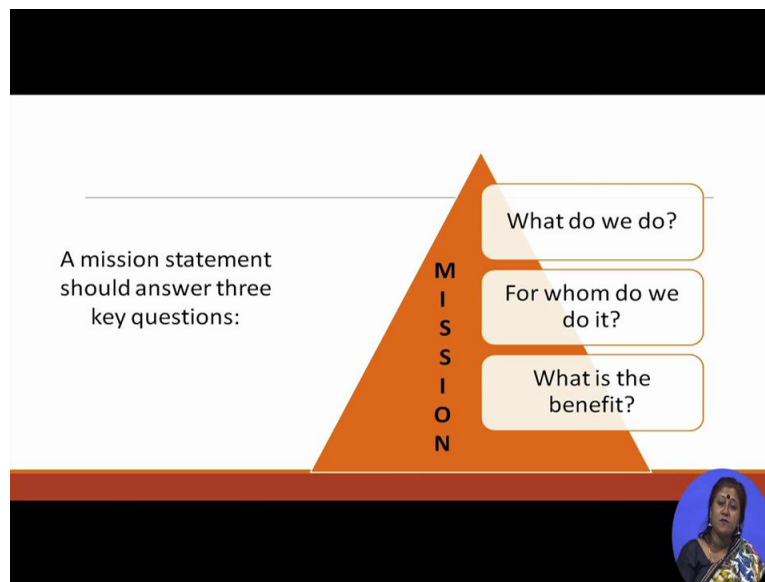 A mission statement
should answer three
key questions:
M
I
S
S
I
O
N
What do we do?
For whom do we
do it?
What is the
benefit?